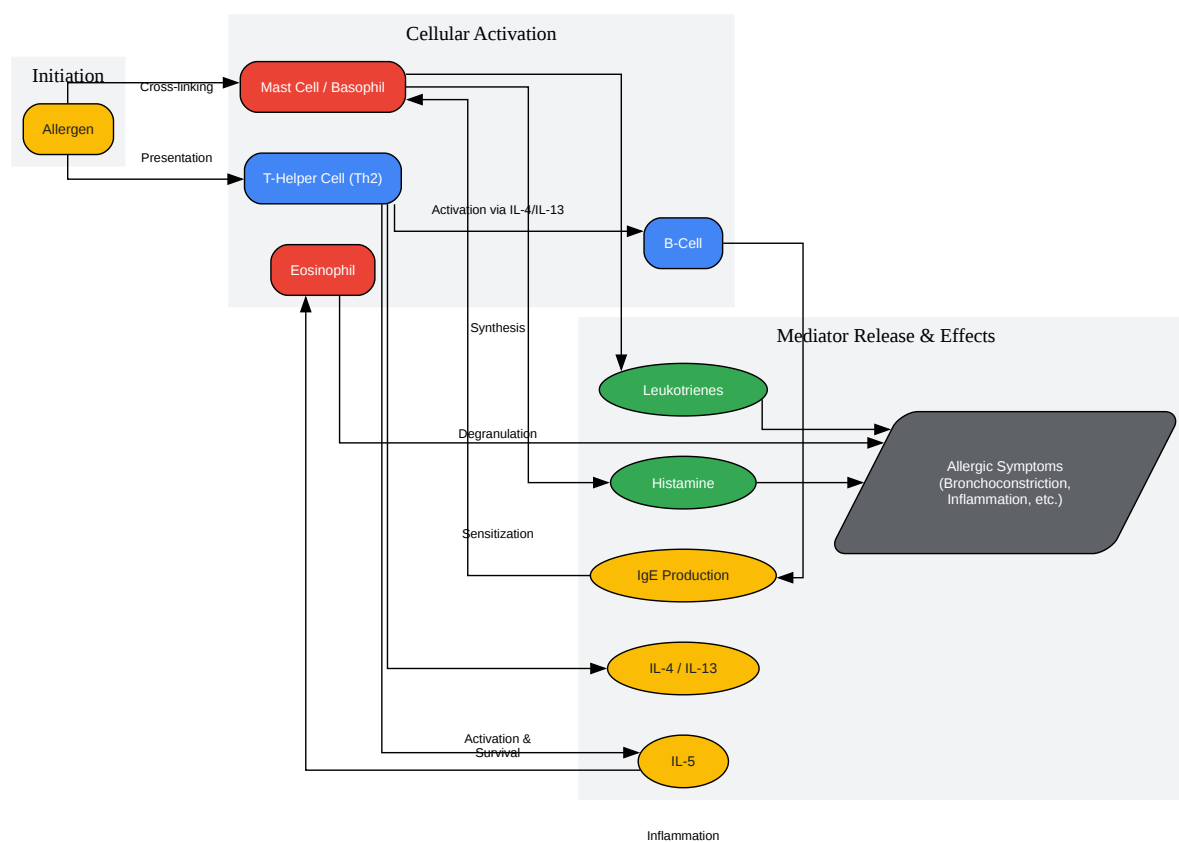 Cellular Activation
Initiation
Cross-linking
Mast Cell / Basophil
Allergen
Presentation
T-Helper Cell (Th2)
Activation via IL-4/IL-13
B-Cell
Eosinophil
Synthesis
Mediator Release & Effects
Leukotrienes
Degranulation
Allergic Symptoms
(Bronchoconstriction,
Inflammation, etc.)
Histamine
Sensitization
IgE Production
IL-4 / IL-13
Activation &
Survival
IL-5
Inflammation